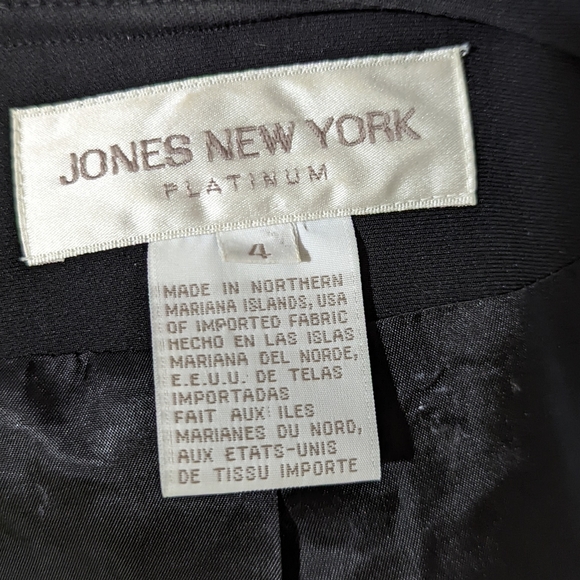 JONES NEW YORK
PLATINUM
4
MADE IN NORTHERN
MARIANA ISLANDS, USA
OF IMPORTED FABRIC
HECHO EN LAS ISLAS
MARIANA DEL NORDE,
E.E.U.U. DE TELAS
IMPORTADAS
FAIT AUX ILES
MARIANES DU NORD,
AUX ETATS-UNIS
DE TISSU IMPORTE